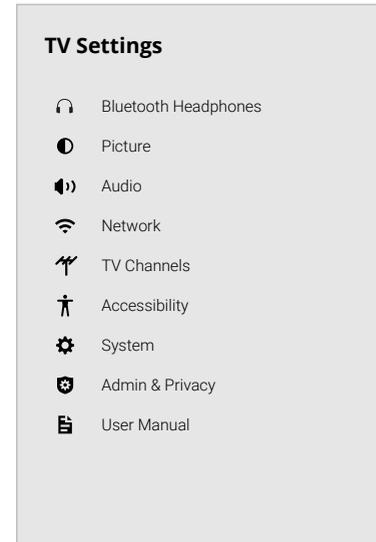 TV Settings
Bluetooth Headphones
Picture
Audio
Network
TV Channels
Accessibility
System
Admin & Privacy
User Manual